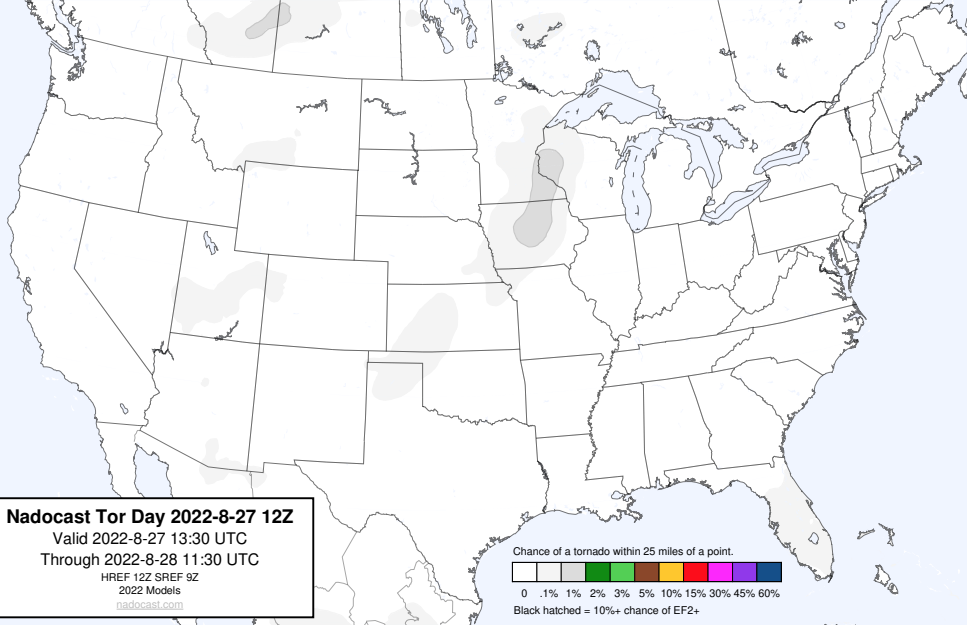 Nadocast Tor Day 2022-8-27 12Z
Valid 2022-8-27 13:30 UTC
Through 2022-8-28 11:30 UTC
HREF 12Z SREF 9Z
2022 Models
nadocast.com
Chance of a tornado within 25 miles of a point.
0 .1% 1% 2% 3% 5% 10% 15% 30% 45% 60%
Black hatched = 10%+ chance of EF2+